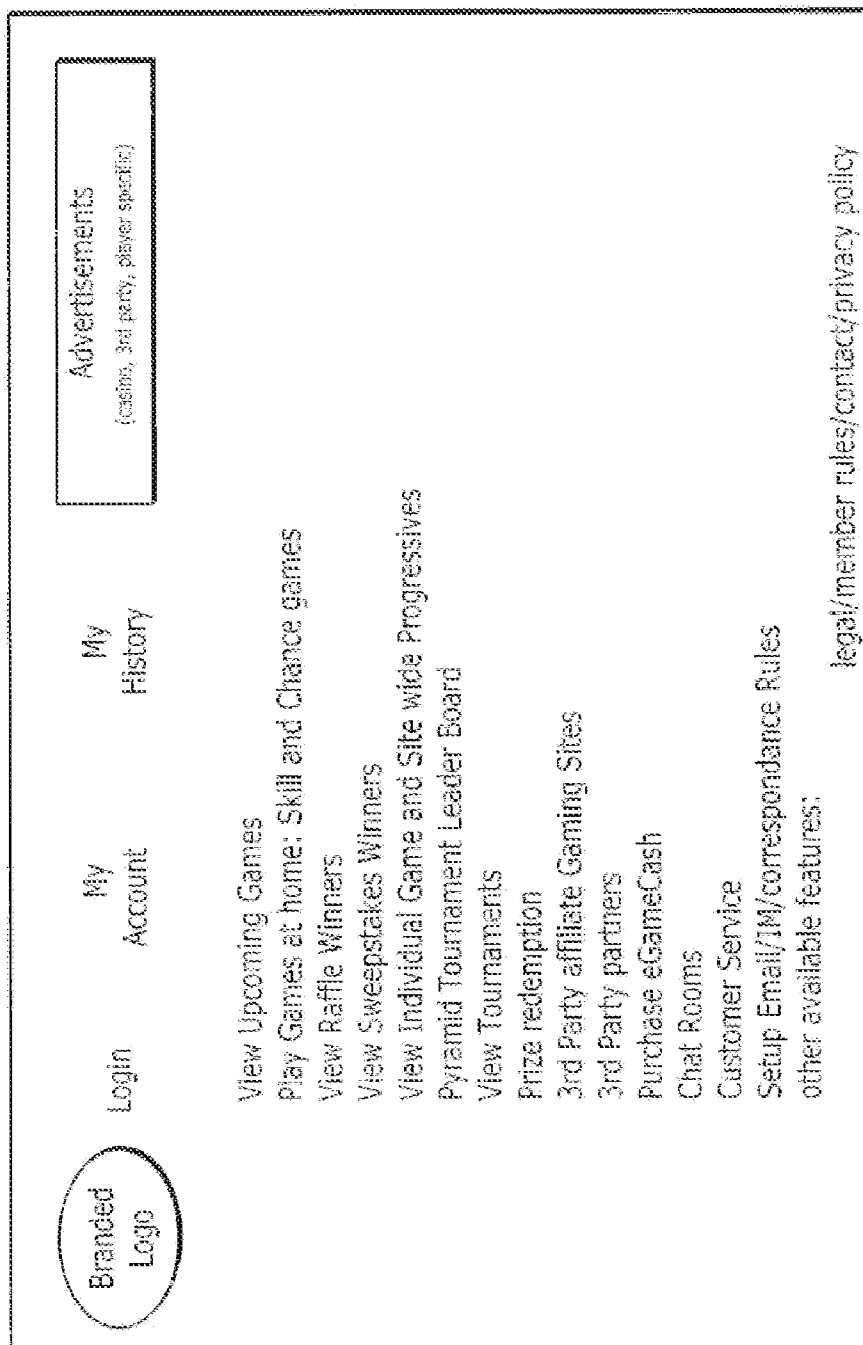 Branded
Logo
Login
My
Account
My
History
Advertisements
(casino, 3rd party, player specific)
View Upcoming Games
Play Games at home: Skill and Chance games
View Raffle Winners
View Sweepstakes Winners
View Individual Game and Site wide Progressives
Pyramid Tournament Leader Board
View Tournaments
Prize redemption
3rd Party affiliate Gaming Sites
3rd Party partners
Purchase eGameCash
Chat Rooms
Customer Service
Setup Email/IM/correspondance Rules
other available features:
legal/member rules/contact/privacy policy